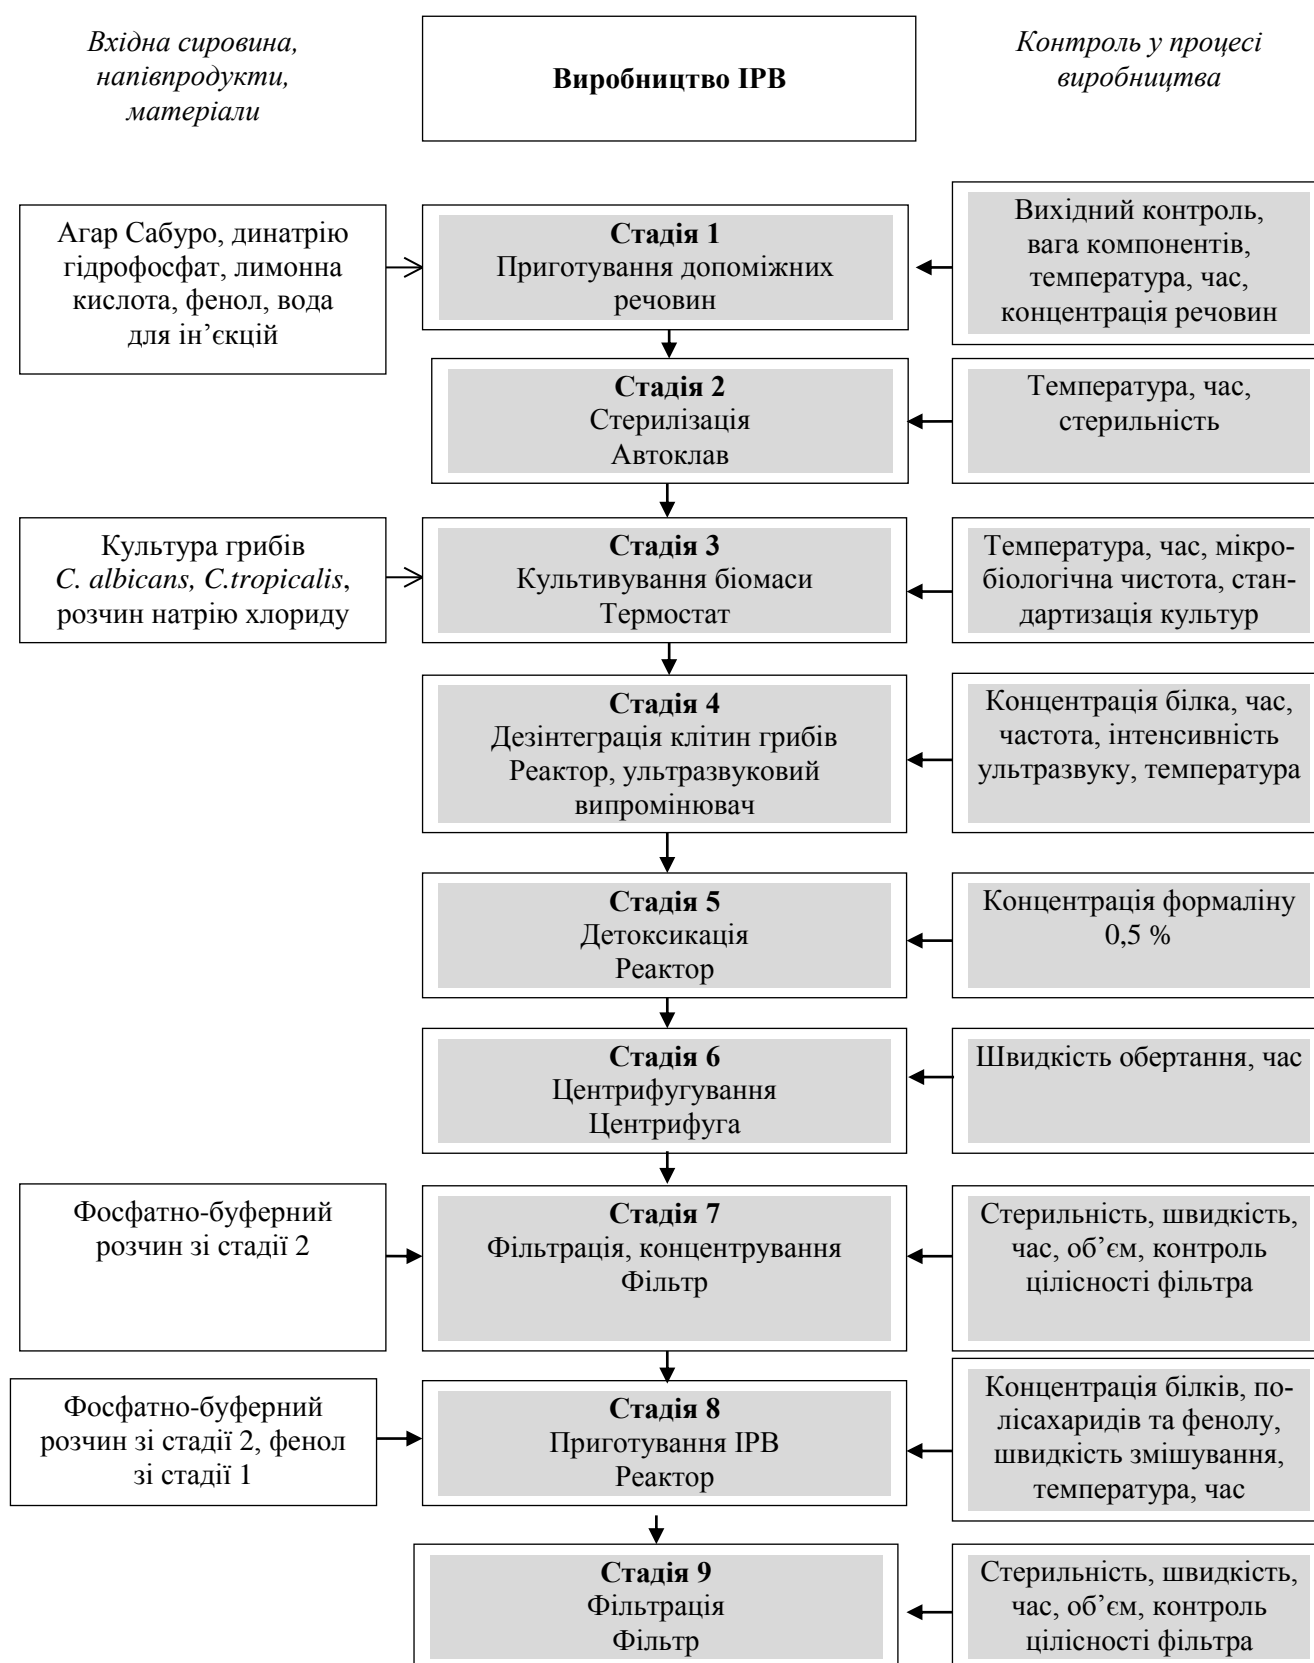 Вхідна сировина,
напівпродукти,
матеріали
Виробництво ІРВ
Контроль у процесі
виробництва
Агар Сабуро, динатрію
гідрофосфат, лимонна
кислота, фенол, вода
для ін’єкцій
Стадія 1
Приготування допоміжних
речовин
Вихідний контроль,
вага компонентів,
температура, час,
концентрація речовин
Стадія 2
Стерилізація
Автоклав
Температура, час,
стерильність
Культура грибів
C. albicans, C.tropicalis,
розчин натрію хлориду
Стадія 3
Культивування біомаси
Термостат
Температура, час, мікро-
біологічна чистота, стан-
дартизація культур
Стадія 4
Дезінтеграція клітин грибів
Реактор, ультразвуковий
випромінювач
Концентрація білка, час,
частота, інтенсивність
ультразвуку, температура
Стадія 5
Детоксикація
Реактор
Концентрація формаліну
0,5 %
Стадія 6
Центрифугування
Центрифуга
Швидкість обертання, час
Фосфатно-буферний
розчин зі стадії 2
Стадія 7
Фільтрація, концентрування
Фільтр
Стерильність, швидкість,
час, об’єм, контроль
цілісності фільтра
Фосфатно-буферний
розчин зі стадії 2, фенол
зі стадії 1
Стадія 8
Приготування ІРВ
Реактор
Концентрація білків, по-
лісахаридів та фенолу,
швидкість змішування,
температура, час
Стадія 9
Фільтрація
Фільтр
Стерильність, швидкість,
час, об’єм, контроль
цілісності фільтра